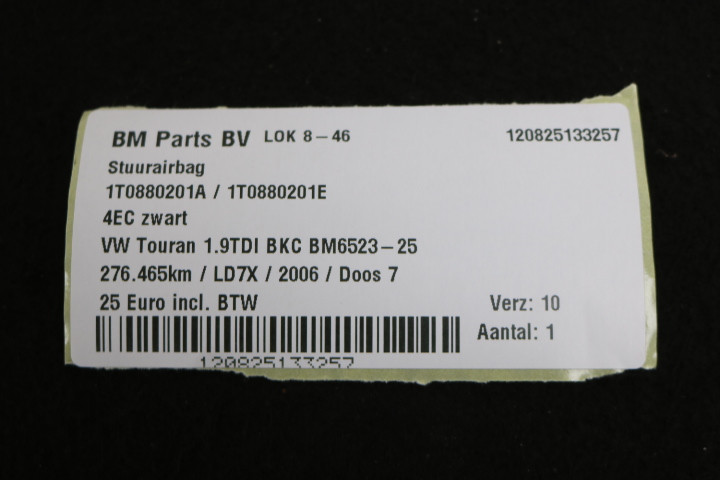 BM Parts BV LOK 8-46 120825133257
Stuurairbag
1T0880201A / 1T0880201E
4EC zwart
VW Touran 1.9TDI BKC BM6523-25
276.465km / LD7X / 2006 / Doos 7
25 Euro incl. BTW Verz: 10
Aantal: 1
120825133257